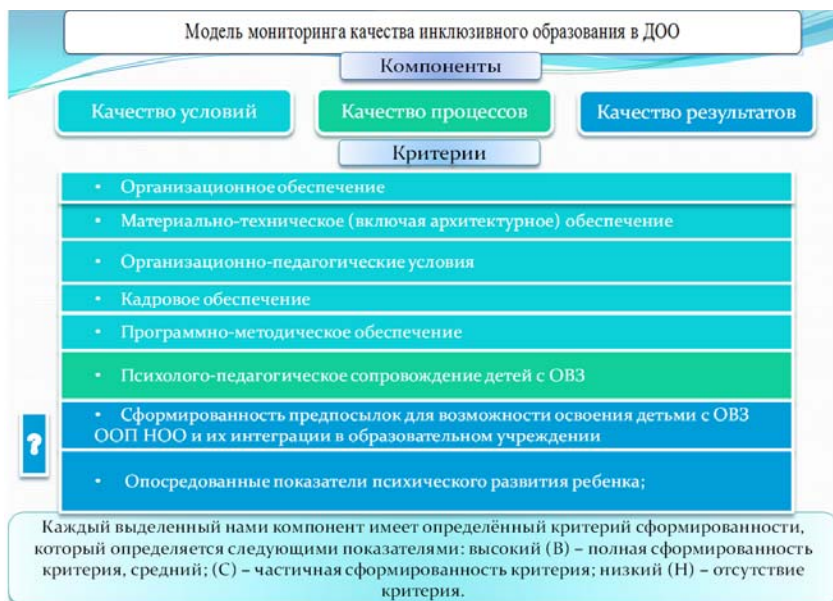 Модель мониторинга качества инклюзивного образования в ДОО
Компоненты
Качество условий
Качество процессов
Качество результатов
Критерии
• Организационное обеспечение
• Материально-техническое (включая архитектурное) обеспечение
• Организационно-педагогические условия
• Кадровое обеспечение
• Программно-методическое обеспечение
• Психолого-педагогическое сопровождение детей с ОВЗ
?
• Сформированность предпосылок для возможности освоения детьми с ОВЗ
ООП НОО и их интеграции в образовательном учреждении
• Опосредованные показатели психического развития ребенка;
Каждый выделенный нами компонент имеет определённый критерий сформированности,
который определяется следующими показателями: высокий (В) – полная сформированность
критерия, средний; (С) – частичная сформированность критерия; низкий (Н) – отсутствие
критерия.